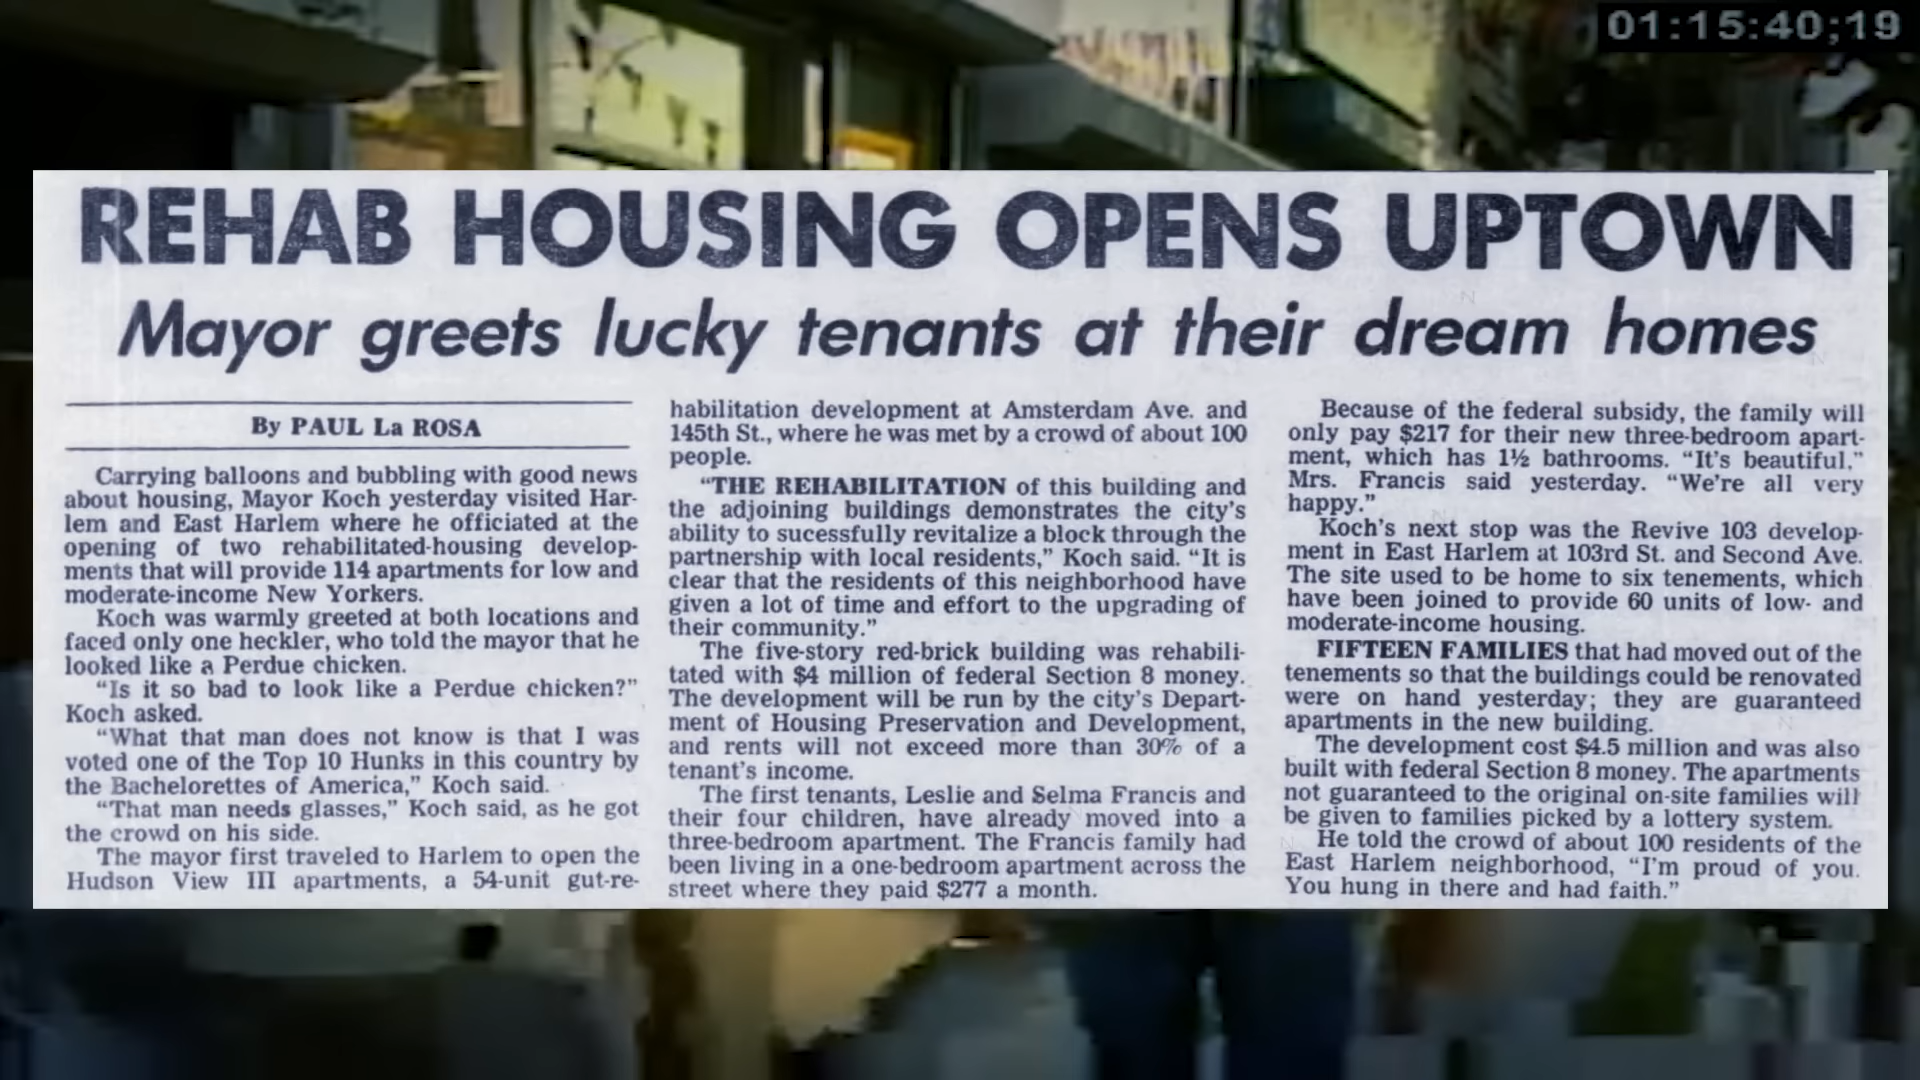 01:15:40;19
REHAB HOUSING OPENS UPTOWN
Mayor greets lucky tenants at their dream homes
By PAUL La ROSA
Carrying balloons and bubbling with good news
about housing, Mayor Koch yesterday visited Har-
lem and East Harlem where he officiated at the
opening of two rehabilitated-housing develop-
ments that will provide 114 apartments for low and
moderate-income New Yorkers.
Koch was warmly greeted at both locations and
faced only one heckler, who told the mayor that he
looked like a Perdue chicken.
“Is it so bad to look like a Perdue chicken?”
Koch asked.
“What that man does not know is that I was
voted one of the Top 10 Hunks in this country by
the Bachelorettes of America,” Koch said.
“That man needs glasses,” Koch said, as he got
the crowd on his side.
The mayor first traveled to Harlem to open the
Hudson View III apartments, a 54-unit gut-re-
habilitation development at Amsterdam Ave. and
145th St., where he was met by a crowd of about 100
people.
“THE REHABILITATION of this building and
the adjoining buildings demonstrates the city’s
ability to sucessfully revitalize a block through the
partnership with local residents,” Koch said. “It is
clear that the residents of this neighborhood have
given a lot of time and effort to the upgrading of
their community.”
The five-story red-brick building was rehabili-
tated with $4 million of federal Section 8 money.
The development will be run by the city’s Depart-
ment of Housing Preservation and Development,
and rents will not exceed more than 30% of a
tenant’s income.
The first tenants, Leslie and Selma Francis and
their four children, have already moved into a
three-bedroom apartment. The Francis family had
been living in a one-bedroom apartment across the
street where they paid $277 a month.
Because of the federal subsidy, the family will
only pay $217 for their new three-bedroom apart-
ment, which has 1½ bathrooms. “It’s beautiful,”
Mrs. Francis said yesterday. “We’re all very
happy.”
Koch’s next stop was the Revive 103 develop-
ment in East Harlem at 103rd St. and Second Ave.
The site used to be home to six tenements, which
have been joined to provide 60 units of low- and
moderate-income housing.
FIFTEEN FAMILIES that had moved out of the
tenements so that the buildings could be renovated
were on hand yesterday; they are guaranteed
apartments in the new building.
The development cost $4.5 million and was also
built with federal Section 8 money. The apartments
not guaranteed to the original on-site families will
be given to families picked by a lottery system.
He told the crowd of about 100 residents of the
East Harlem neighborhood, “I’m proud of you.
You hung in there and had faith.”